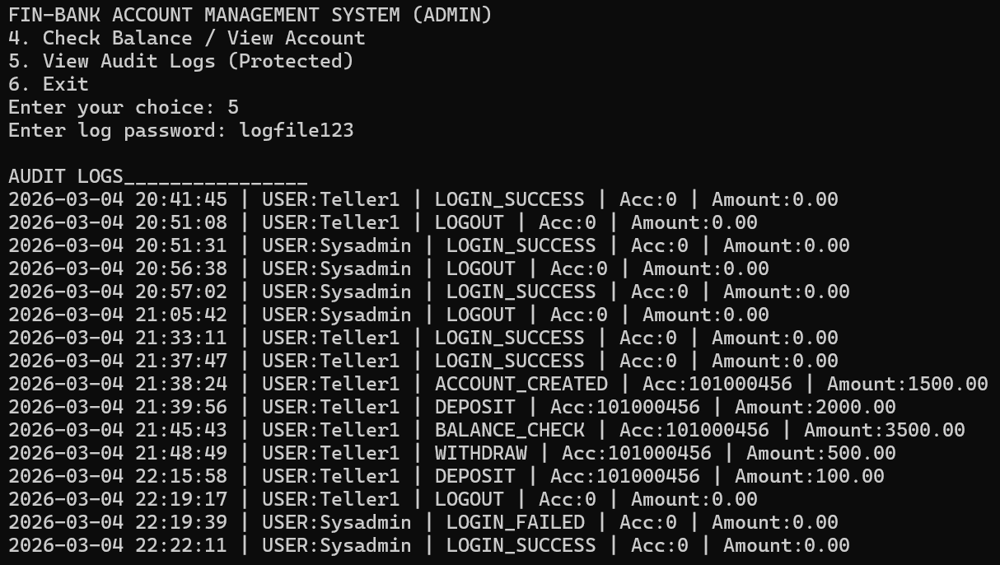 FIN-BANK ACCOUNT MANAGEMENT SYSTEM (ADMIN)
4. Check Balance / View Account
5. View Audit Logs (Protected)
6. Exit
Enter your choice: 5
Enter log password: logfile123
AUDIT LOGS________________
2026-03-04 20:41:45 | USER:Teller1 | LOGIN_SUCCESS | Acc:0 | Amount:0.00
2026-03-04 20:51:08 | USER:Teller1 | LOGOUT | Acc:0 | Amount:0.00
2026-03-04 20:51:31 | USER:Sysadmin | LOGIN_SUCCESS | Acc:0 | Amount:0.00
2026-03-04 20:56:38 | USER:Sysadmin | LOGOUT | Acc:0 | Amount:0.00
2026-03-04 20:57:02 | USER:Sysadmin | LOGIN_SUCCESS | Acc:0 | Amount:0.00
2026-03-04 21:05:42 | USER:Sysadmin | LOGOUT | Acc:0 | Amount:0.00
2026-03-04 21:33:11 | USER:Teller1 | LOGIN_SUCCESS | Acc:0 | Amount:0.00
2026-03-04 21:37:47 | USER:Teller1 | LOGIN_SUCCESS | Acc:0 | Amount:0.00
2026-03-04 21:38:24 | USER:Teller1 | ACCOUNT_CREATED | Acc:101000456 | Amount:1500.00
2026-03-04 21:39:56 | USER:Teller1 | DEPOSIT | Acc:101000456 | Amount:2000.00
2026-03-04 21:45:43 | USER:Teller1 | BALANCE_CHECK | Acc:101000456 | Amount:3500.00
2026-03-04 21:48:49 | USER:Teller1 | WITHDRAW | Acc:101000456 | Amount:500.00
2026-03-04 22:15:58 | USER:Teller1 | DEPOSIT | Acc:101000456 | Amount:100.00
2026-03-04 22:19:17 | USER:Teller1 | LOGOUT | Acc:0 | Amount:0.00
2026-03-04 22:19:39 | USER:Sysadmin | LOGIN_FAILED | Acc:0 | Amount:0.00
2026-03-04 22:22:11 | USER:Sysadmin | LOGIN_SUCCESS | Acc:0 | Amount:0.00